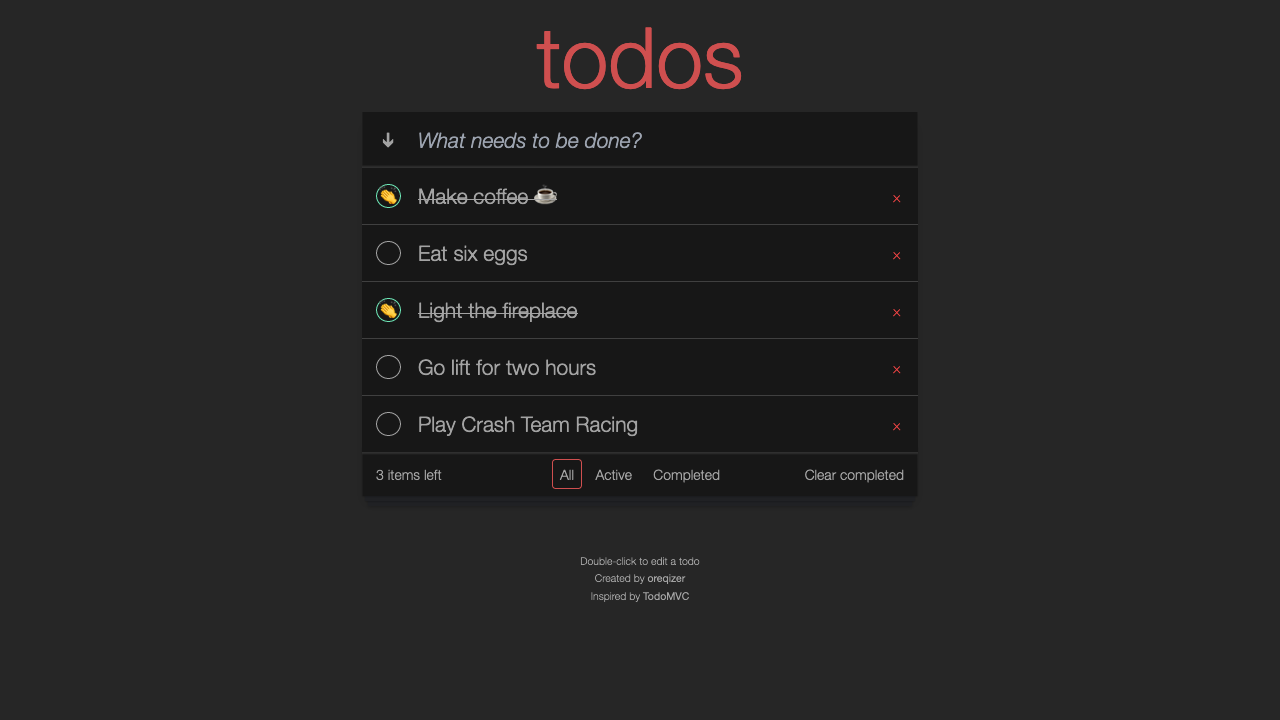 todos
What needs to be done?
Make coffee ☕
×
Eat six eggs
×
Light the fireplace
×
Go lift for two hours
×
Play Crash Team Racing
×
3 items left
All
Active
Completed
Clear completed
Double-click to edit a todo
Created by oreqizer
Inspired by TodoMVC